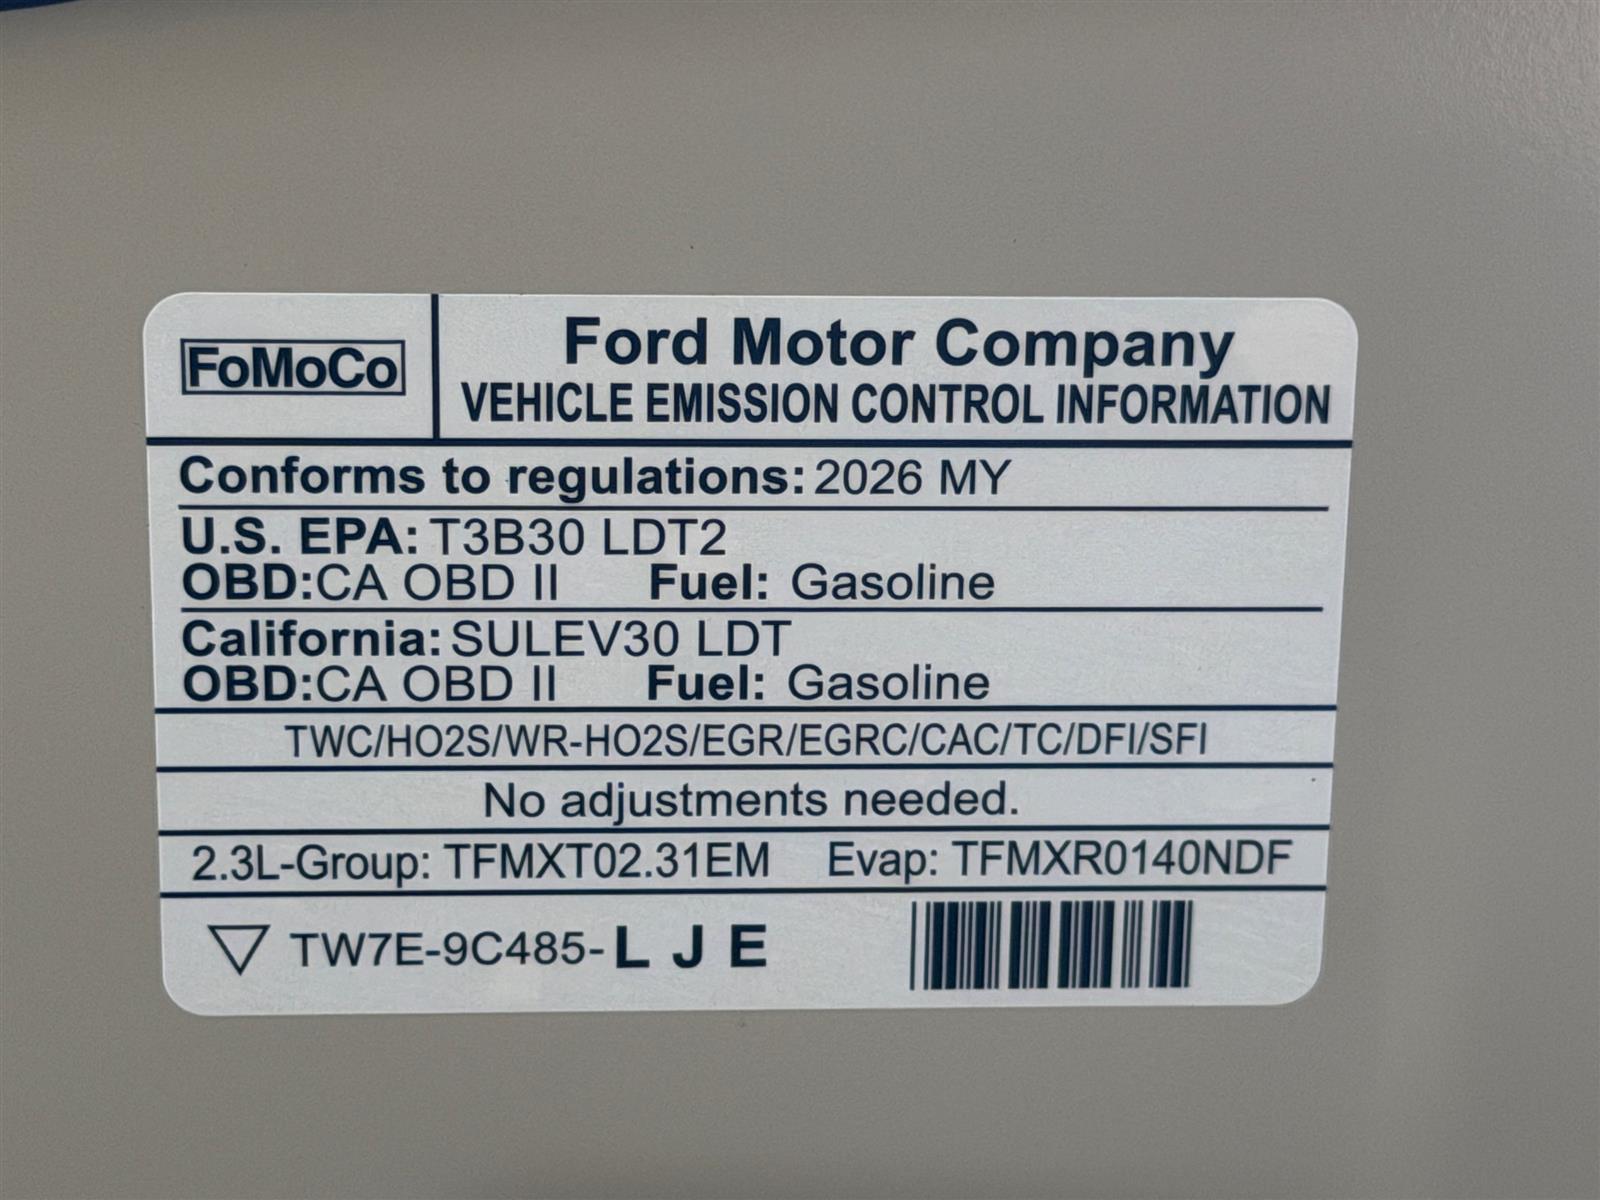 FoMoCo
Ford Motor Company
VEHICLE EMISSION CONTROL INFORMATION
Conforms to regulations: 2026 MY
U.S. EPA: T3B30 LDT2
OBD:CA OBD II Fuel: Gasoline
California: SULEV30 LDT
OBD:CA OBD II Fuel: Gasoline
TWC/HO2S/WR-HO2S/EGR/EGRC/CAC/TC/DFI/SFI
No adjustments needed.
2.3L-Group: TFMXT02.31EM Evap: TFMXR0140NDF
TW7E-9C485-L J E